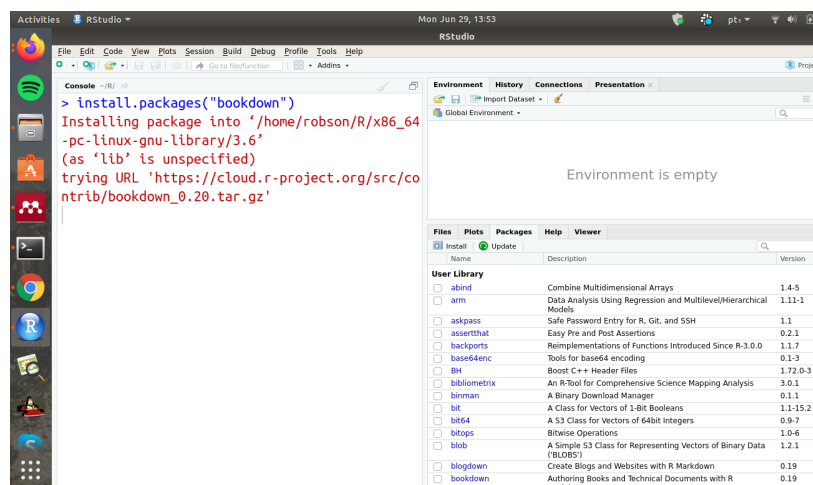 Activities RStudio Mon Jun 29, 13:53 pt₁
RStudio
File Edit Code View Plots Session Build Debug Profile Tools Help
Go to file/function Addins
Console ~/R/
> install.packages("bookdown")
Installing package into ‘/home/robson/R/x86_64
-pc-linux-gnu-library/3.6’
(as ‘lib’ is unspecified)
trying URL 'https://cloud.r-project.org/src/co
ntrib/bookdown_0.20.tar.gz'
Environment History Connections Presentation
Import Dataset
Global Environment
Environment is empty
Files Plots Packages Help Viewer
Install Update
Name Description Version
User Library
abind Combine Multidimensional Arrays 1.4-5
arm Data Analysis Using Regression and Multilevel/Hierarchical 1.11-1
Models
askpass Safe Password Entry for R, Git, and SSH 1.1
assertthat Easy Pre and Post Assertions 0.2.1
backports Reimplementations of Functions Introduced Since R-3.0.0 1.1.7
base64enc Tools for base64 encoding 0.1-3
BH Boost C++ Header Files 1.72.0-3
bibliometrix An R-Tool for Comprehensive Science Mapping Analysis 3.0.1
binman A Binary Download Manager 0.1.1
bit A Class for Vectors of 1-Bit Booleans 1.1-15.2
bit64 A S3 Class for Vectors of 64bit Integers 0.9-7
bitops Bitwise Operations 1.0-6
blob A Simple S3 Class for Representing Vectors of Binary Data 1.2.1
('BLOBS')
blogdown Create Blogs and Websites with R Markdown 0.19
bookdown Authoring Books and Technical Documents with R 0.19